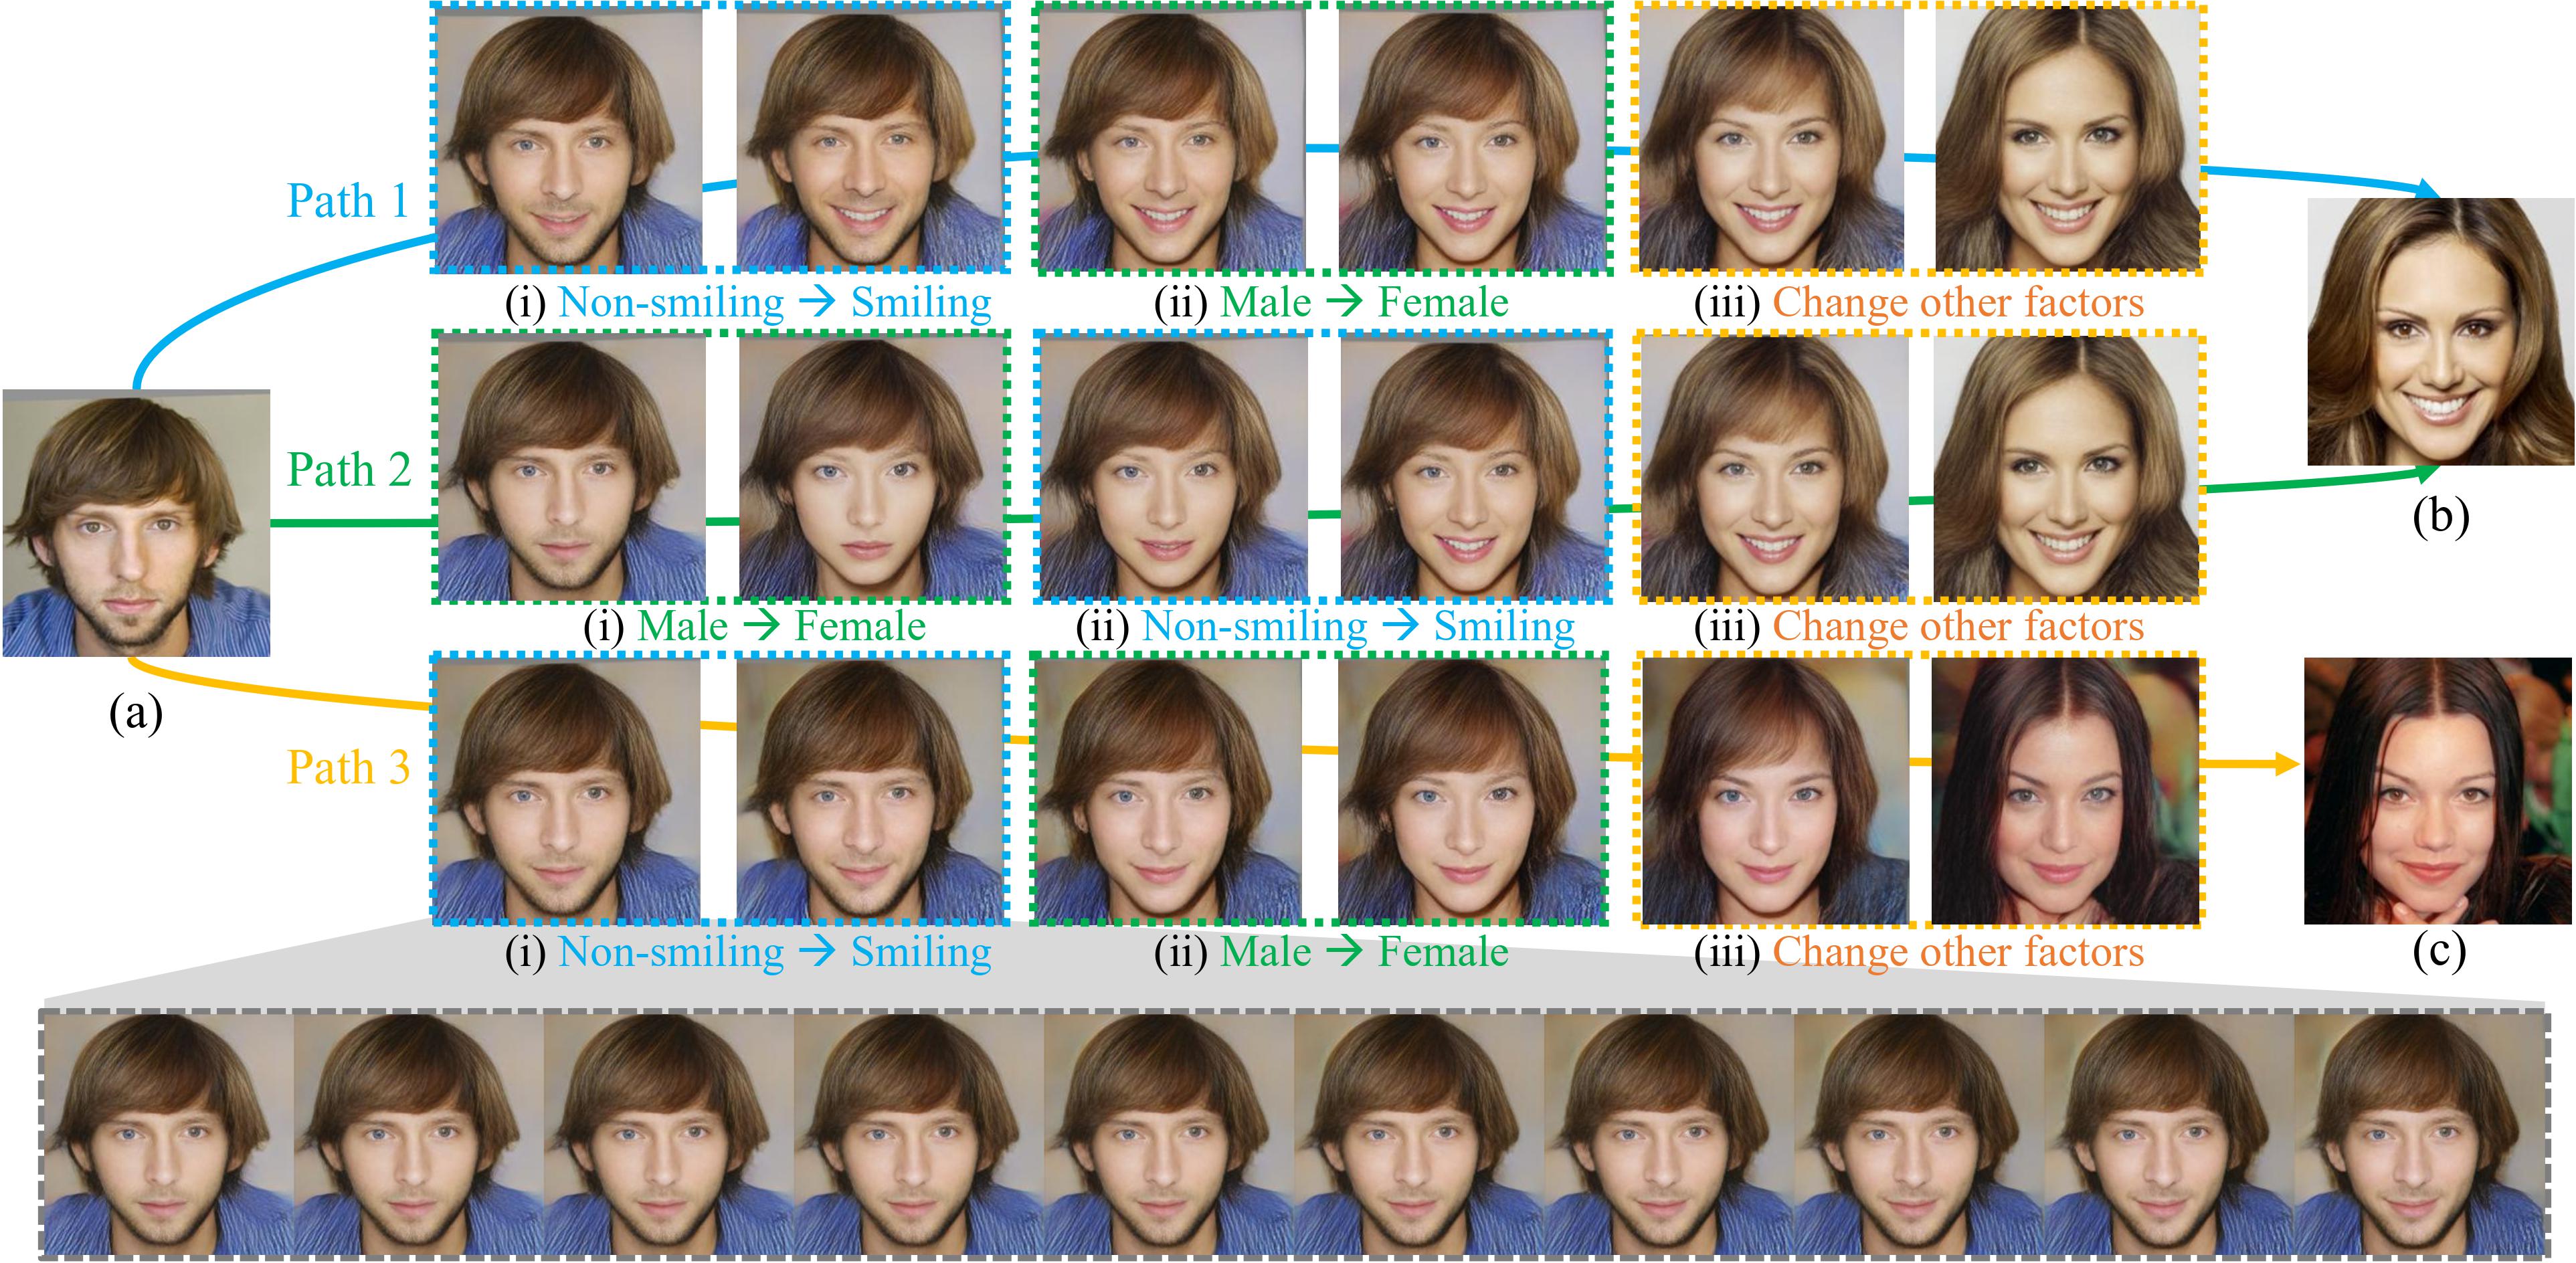 Path 1
(i) Non-smiling → Smiling
(ii) Male → Female
(iii) Change other factors
Path 2
(b)
(i) Male → Female
(ii) Non-smiling → Smiling
(iii) Change other factors
(a)
Path 3
(i) Non-smiling → Smiling
(ii) Male → Female
(iii) Change other factors
(c)